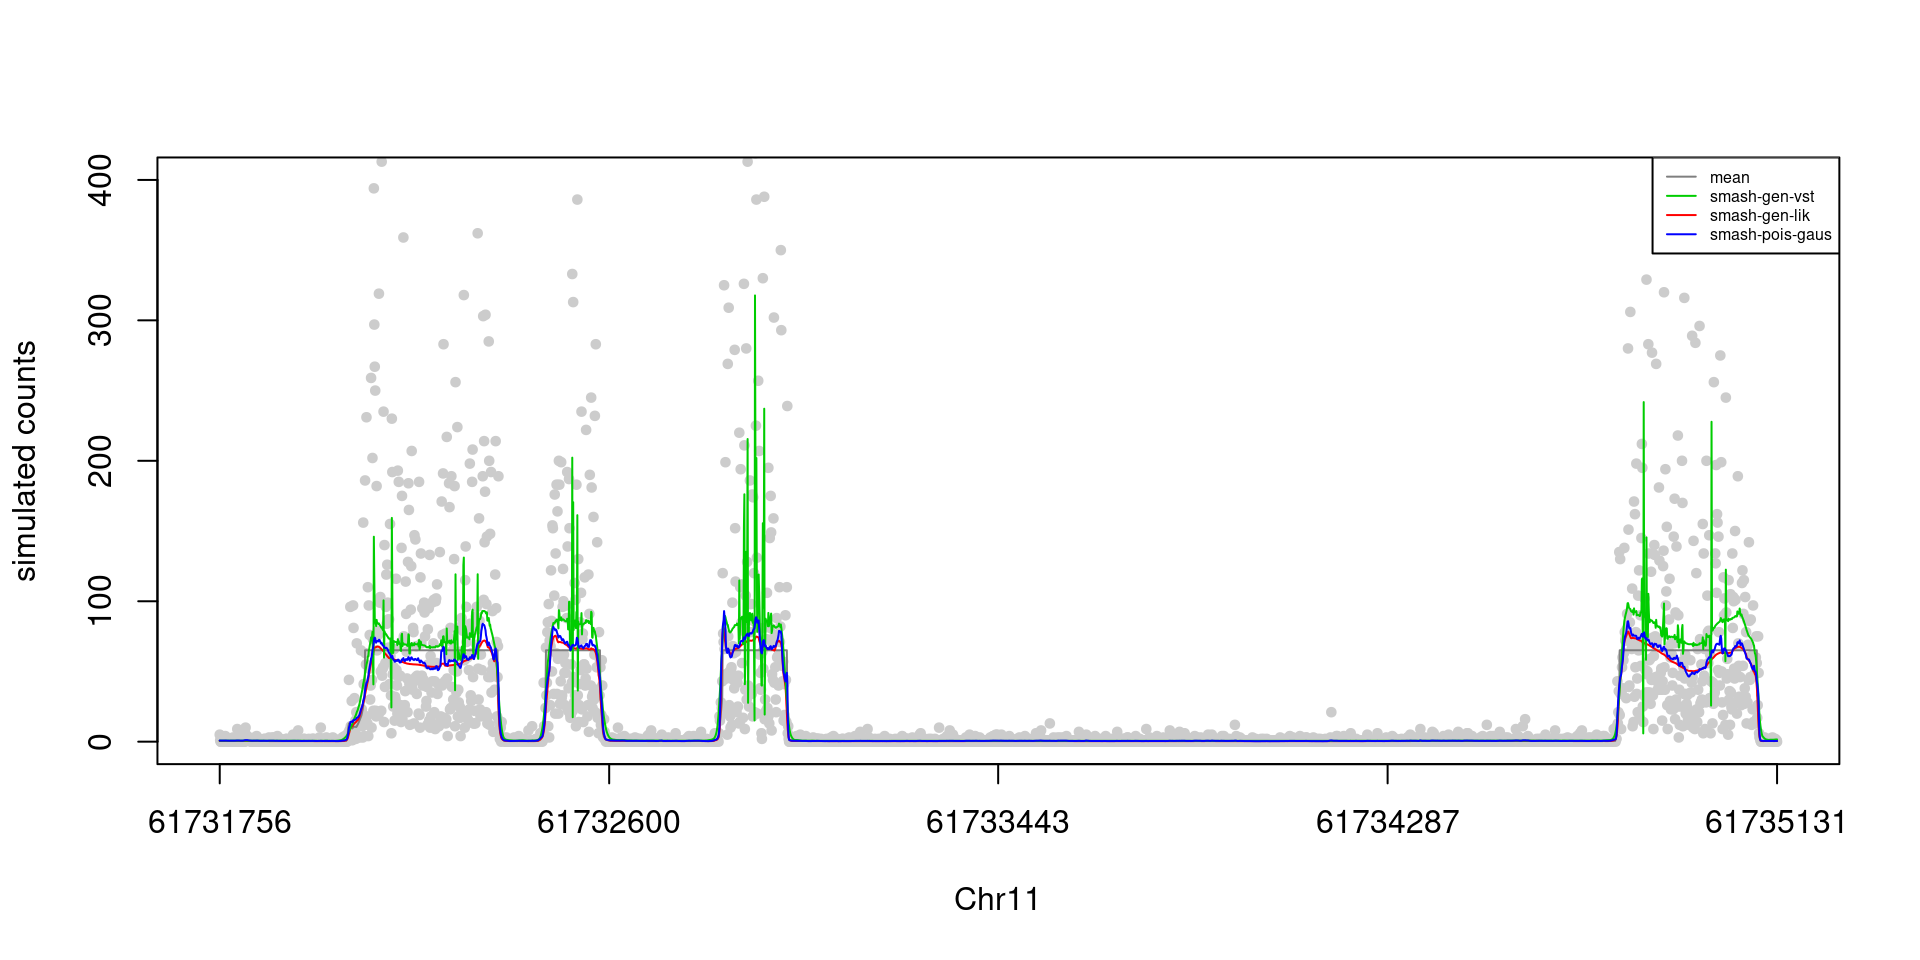 400
300
200
100
0
simulated counts
mean
smash-gen-vst
smash-gen-lik
smash-pois-gaus
61731756
61732600
61733443
61734287
61735131
Chr11